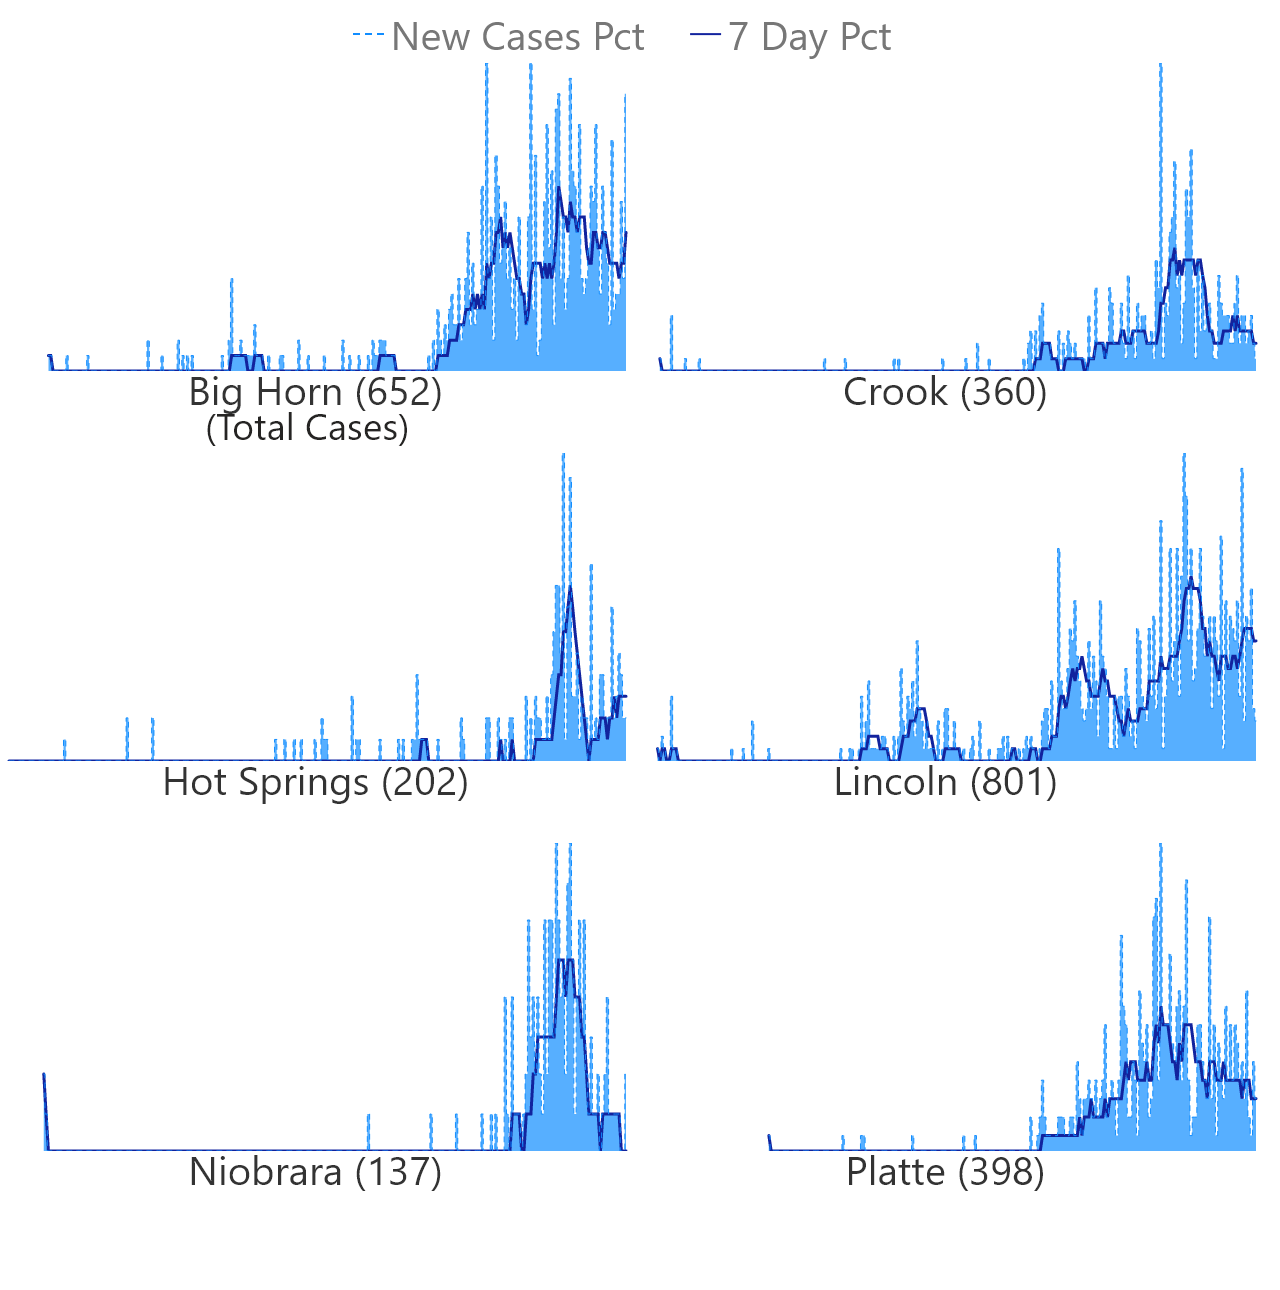 New Cases Pct 7 Day Pct
Big Horn (652) Crook (360)
(Total Cases)
Hot Springs (202) Lincoln (801)
Niobrara (137) Platte (398)